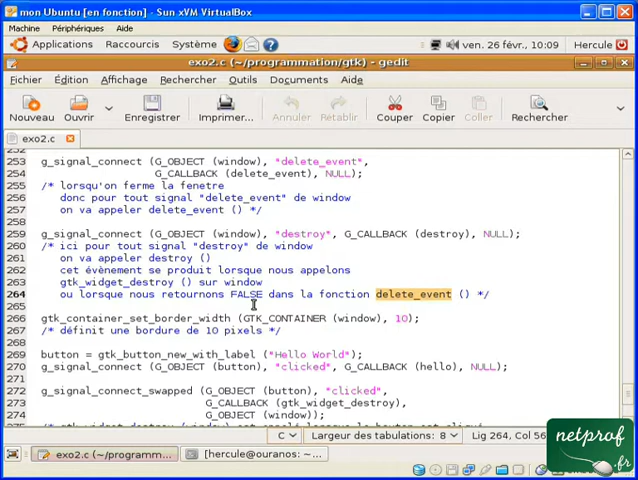 mon Ubuntu [en fonction] - Sun xVM VirtualBox
Machine Périphériques Aide
Applications Raccourcis Système ven. 26 févr., 10:09 Hercule
exo2.c (~/programmation/gtk) - gedit
Fichier Édition Affichage Rechercher Outils Documents Aide
Nouveau Ouvrir Enregistrer Imprimer... Annuler Rétablir Couper Copier Rechercher
exo2.c
252
253 g_signal_connect (G_OBJECT (window), "delete_event",
254 G_CALLBACK (delete_event), NULL);
255 /* lorsqu'on ferme la fenetre
256 donc pour tout signal "delete_event" de window
257 on va appeler delete_event () */
258
259 g_signal_connect (G_OBJECT (window), "destroy", G_CALLBACK (destroy), NULL);
260 /* ici pour tout signal "destroy" de window
261 on va appeler destroy ()
262 cet évènement se produit lorsque nous appelons
263 gtk_widget_destroy () sur window
264 ou lorsque nous retournons FALSE dans la fonction delete_event () */
265
266 gtk_container_set_border_width (GTK_CONTAINER (window), 10);
267 /* définit une bordure de 10 pixels */
268
269 button = gtk_button_new_with_label ("Hello World");
270 g_signal_connect (G_OBJECT (button), "clicked", G_CALLBACK (hello), NULL);
271
272 g_signal_connect_swapped (G_OBJECT (button), "clicked",
273 G_CALLBACK (gtk_widget_destroy),
274 G_OBJECT (window));
C Largeur des tabulations: 8 Lig 264, Col 56
exo2.c (~/programm... [hercule@ouranos: ~...
netprof
.fr